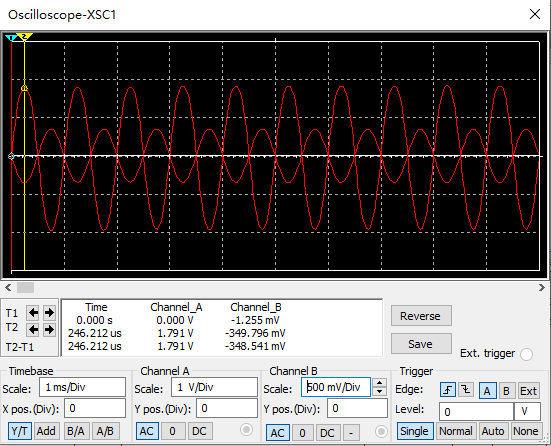 Oscilloscope-XSC1
1 2
T1
T2
T2-T1
Time Channel_A Channel_B
0.000 s 0.000 V -1.255 mV
246.212 us 1.791 V -349.796 mV
246.212 us 1.791 V -348.541 mV
Reverse
Save
Ext. trigger
Timebase
Scale: 1 ms/Div
X pos.(Div): 0
Y/T Add B/A A/B
Channel A
Scale: 1 V/Div
Y pos.(Div): 0
AC 0 DC
Channel B
Scale: 500 mV/Div
Y pos.(Div): 0
AC 0 DC -
Trigger
Edge: A B Ext
Level: 0 V
Single Normal Auto None